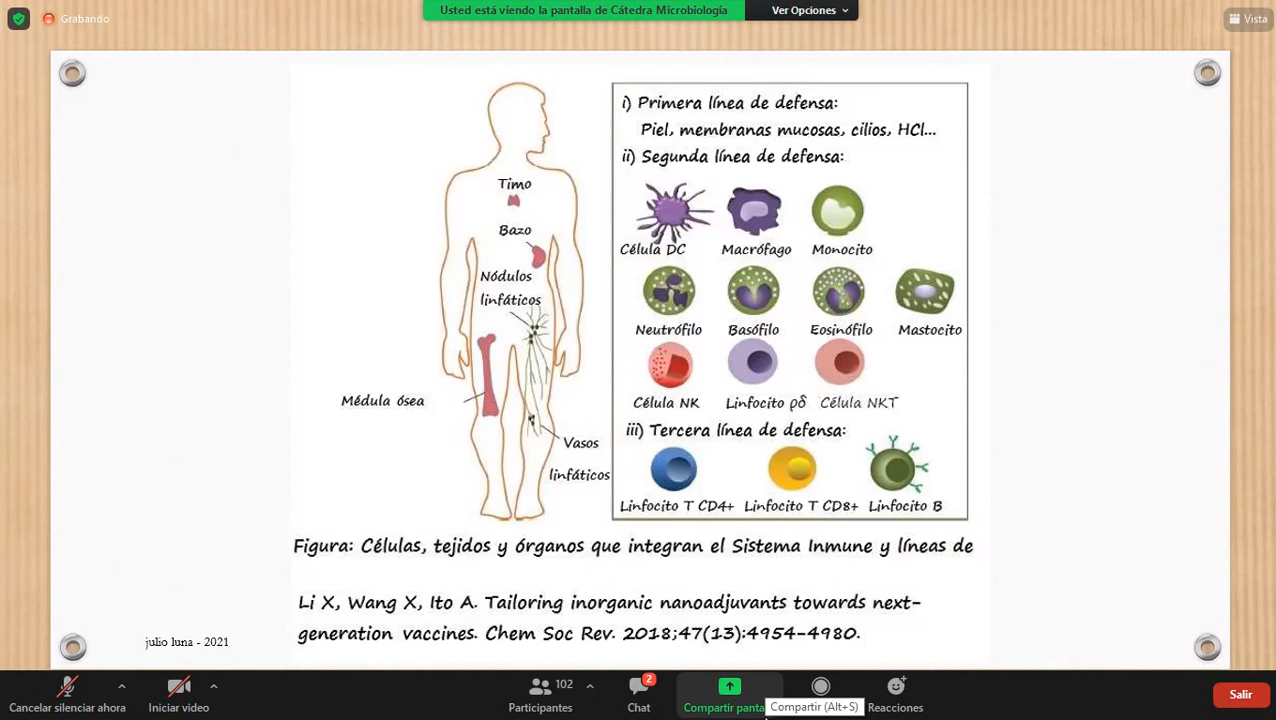 Grabando
Usted está viendo la pantalla de Cátedra Microbiología
Ver Opciones
Vista
Timo
Bazo
Nódulos
linfáticos
Médula ósea
Vasos
linfáticos
i) Primera línea de defensa:
Piel, membranas mucosas, cilios, HCl...
ii) Segunda línea de defensa:
Célula DC Macrófago Monocito
Neutrófilo Basófilo Eosinófilo Mastocito
Célula NK Linfocito ρδ Célula NKT
iii) Tercera línea de defensa:
Linfocito T CD4+ Linfocito T CD8+ Linfocito B
Figura: Células, tejidos y órganos que integran el Sistema Inmune y líneas de
Li X, Wang X, Ito A. Tailoring inorganic nanoadjuvants towards next-
generation vaccines. Chem Soc Rev. 2018;47(13):4954-4980.
julio luna - 2021
Cancelar silenciar ahora
Iniciar video
102
Participantes
2
Chat
Compartir panta
Compartir (Alt+S)
Reacciones
Salir